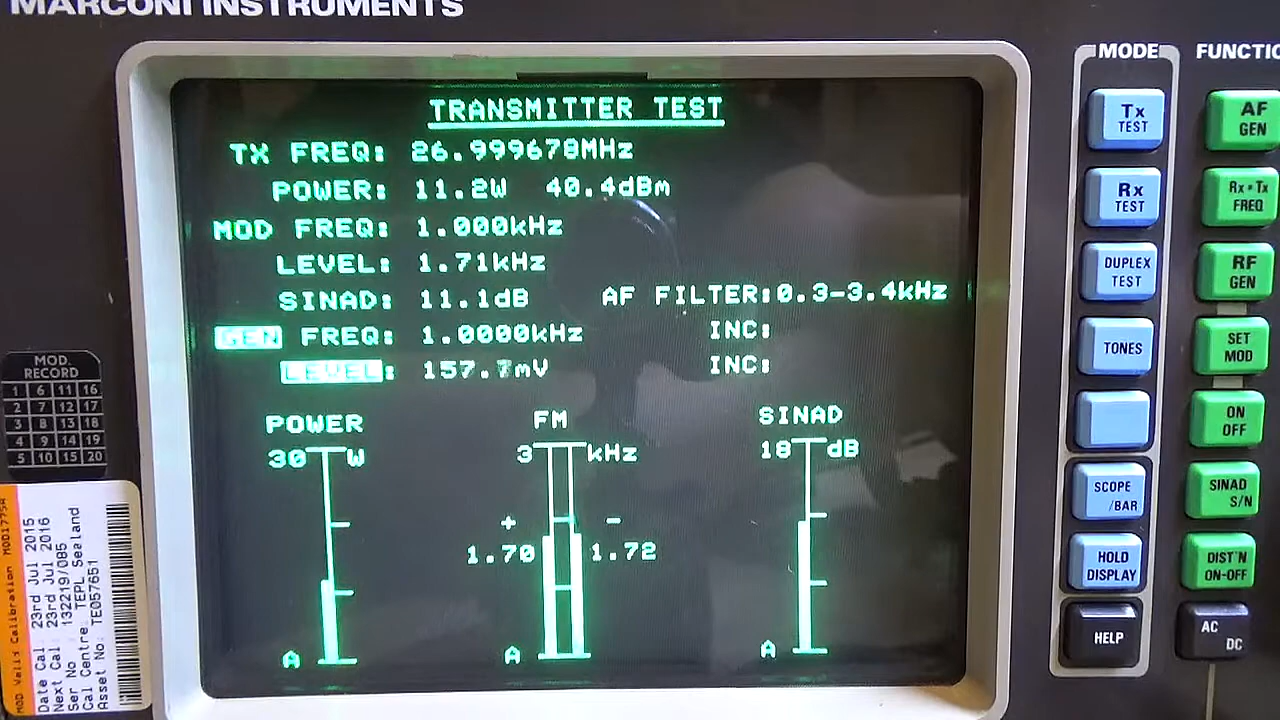 MARCONI INSTRUMENTS
TRANSMITTER TEST
TX FREQ: 26.999678MHz
POWER: 11.2W 40.4dBm
MOD FREQ: 1.000kHz
LEVEL: 1.71kHz
SINAD: 11.1dB AF FILTER:0.3-3.4kHz
GEN FREQ: 1.0000kHz INC:
LEVEL: 157.7mV INC:
POWER FM SINAD
30 W 3 kHz 18 dB
+ -
1.70 1.72
A A A
MODE
Tx
TEST
Rx
TEST
DUPLEX
TEST
TONES
SCOPE
/BAR
HOLD
DISPLAY
HELP
AF
GEN
Rx=Tx
FREQ
RF
GEN
SET
MOD
ON
OFF
SINAD
S/N
DIST'N
ON-OFF
AC
DC
MOD.
RECORD
1 6 11 16
2 7 12 17
3 8 13 18
4 9 14 19
5 10 15 20
MOD Valid Calibration MOD1775A
Date Cal: 23rd Jul 2015
Next Cal: 23rd Jul 2016
Ser No: 132219/085
Cal Centre: TEPL Sealand
Asset No: TE057651